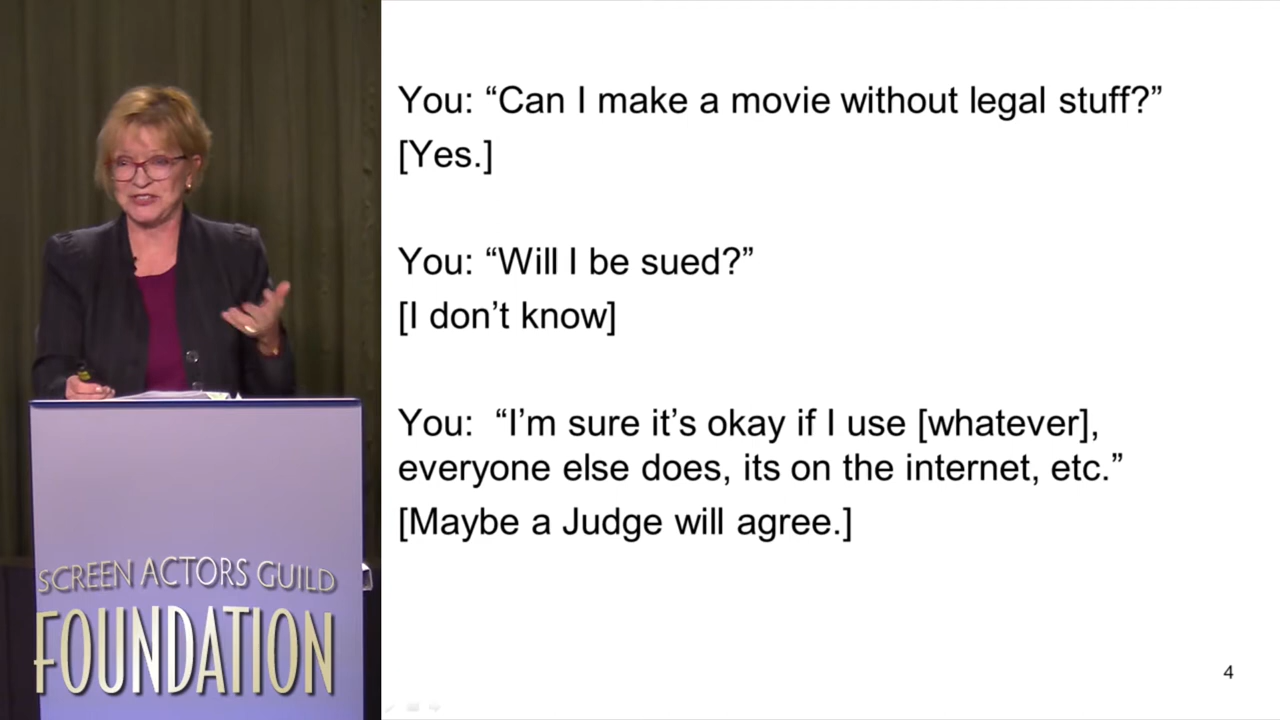 You: “Can I make a movie without legal stuff?”
[Yes.]
You: “Will I be sued?”
[I don’t know]
You:  “I’m sure it’s okay if I use [whatever],
everyone else does, its on the internet, etc.”
[Maybe a Judge will agree.]
4
SCREEN ACTORS GUILD
FOUNDATION